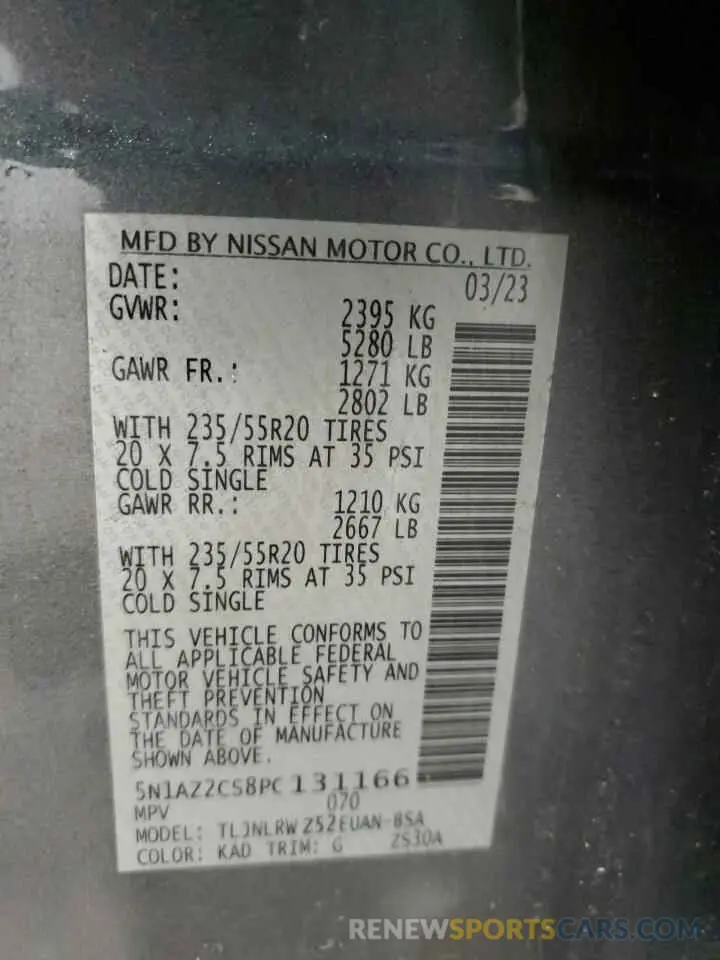 MFD BY NISSAN MOTOR CO., LTD.
DATE: 03/23
GVWR: 2395 KG
5280 LB
GAWR FR.: 1271 KG
2802 LB
WITH 235/55R20 TIRES
20 X 7.5 RIMS AT 35 PSI
COLD SINGLE
GAWR RR.: 1210 KG
2667 LB
WITH 235/55R20 TIRES
20 X 7.5 RIMS AT 35 PSI
COLD SINGLE
THIS VEHICLE CONFORMS TO
ALL APPLICABLE FEDERAL
MOTOR VEHICLE SAFETY AND
THEFT PREVENTION
STANDARDS IN EFFECT ON
THE DATE OF MANUFACTURE
SHOWN ABOVE.
5N1AZ2CS8PC131166
MPV 070
MODEL: Z52EUAN-8SA
COLOR: KAD TRIM: G ZS30A
RENEWSPORTSCARS.COM